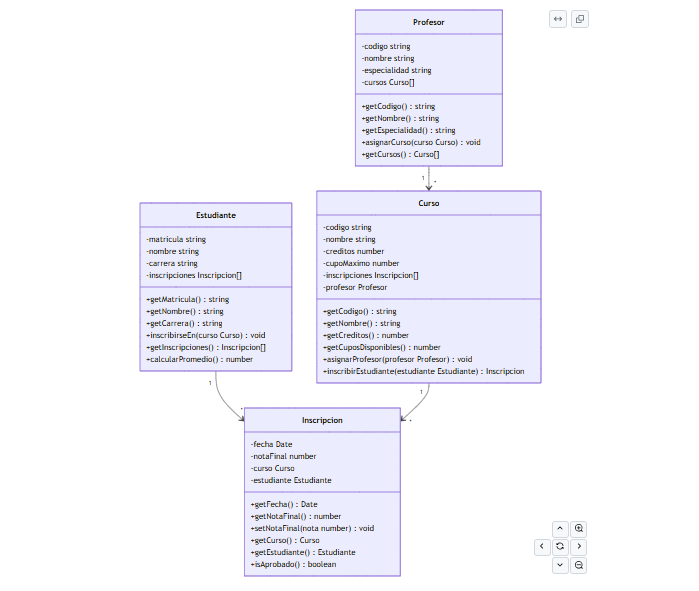 Profesor
-codigo string
-nombre string
-especialidad string
-cursos Curso[]
+getCodigo() : string
+getNombre() : string
+getEspecialidad() : string
+asignarCurso(curso Curso) : void
+getCursos() : Curso[]
1
*
Estudiante
-matricula string
-nombre string
-carrera string
-inscripciones Inscripcion[]
+getMatricula() : string
+getNombre() : string
+getCarrera() : string
+inscribirseEn(curso Curso) : void
+getInscripciones() : Inscripcion[]
+calcularPromedio() : number
Curso
-codigo string
-nombre string
-creditos number
-cupoMaximo number
-inscripciones Inscripcion[]
-profesor Profesor
+getCodigo() : string
+getNombre() : string
+getCreditos() : number
+getCuposDisponibles() : number
+asignarProfesor(profesor Profesor) : void
+inscribirEstudiante(estudiante Estudiante) : Inscripcion
1
*
1
*
Inscripcion
-fecha Date
-notaFinal number
-curso Curso
-estudiante Estudiante
+getFecha() : Date
+getNotaFinal() : number
+setNotaFinal(nota number) : void
+getCurso() : Curso
+getEstudiante() : Estudiante
+isAprobado() : boolean